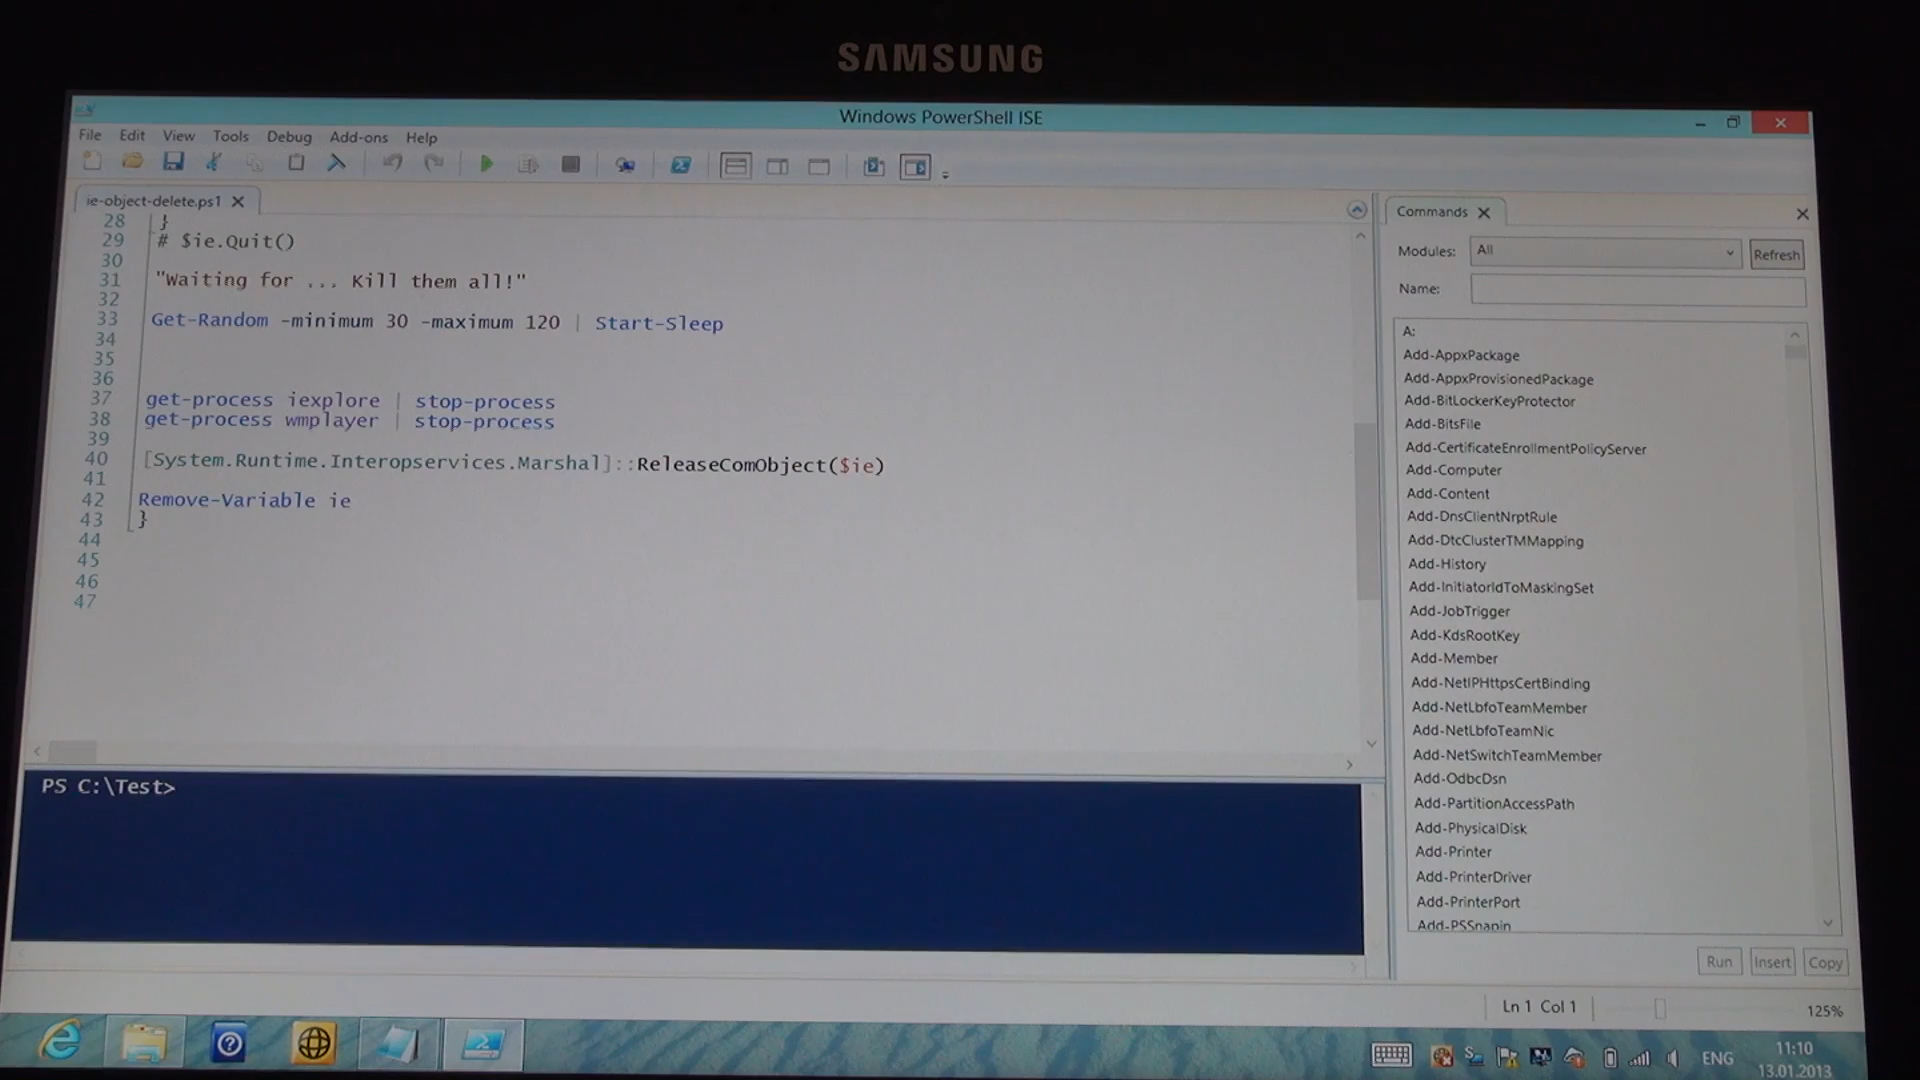 SAMSUNG
Windows PowerShell ISE
File Edit View Tools Debug Add-ons Help
ie-object-delete.ps1
28 }
29 # $ie.Quit()
30
31 "Waiting for ... Kill them all!"
32
33 Get-Random -minimum 30 -maximum 120 | Start-Sleep
34
35
36
37 get-process iexplore | stop-process
38 get-process wmplayer | stop-process
39
40 [System.Runtime.Interopservices.Marshal]::ReleaseComObject($ie)
41
42 Remove-Variable ie
43 }
44
45
46
47
PS C:\Test>
Commands
Modules: All Refresh
Name:
A:
Add-AppxPackage
Add-AppxProvisionedPackage
Add-BitLockerKeyProtector
Add-BitsFile
Add-CertificateEnrollmentPolicyServer
Add-Computer
Add-Content
Add-DnsClientNrptRule
Add-DtcClusterTMMapping
Add-History
Add-InitiatorIdToMaskingSet
Add-JobTrigger
Add-KdsRootKey
Add-Member
Add-NetIPHttpsCertBinding
Add-NetLbfoTeamMember
Add-NetLbfoTeamNic
Add-NetSwitchTeamMember
Add-OdbcDsn
Add-PartitionAccessPath
Add-PhysicalDisk
Add-Printer
Add-PrinterDriver
Add-PrinterPort
Add-PSSnapin
Run Insert Copy
Ln 1 Col 1 125%
ENG 11:10
13.01.2013